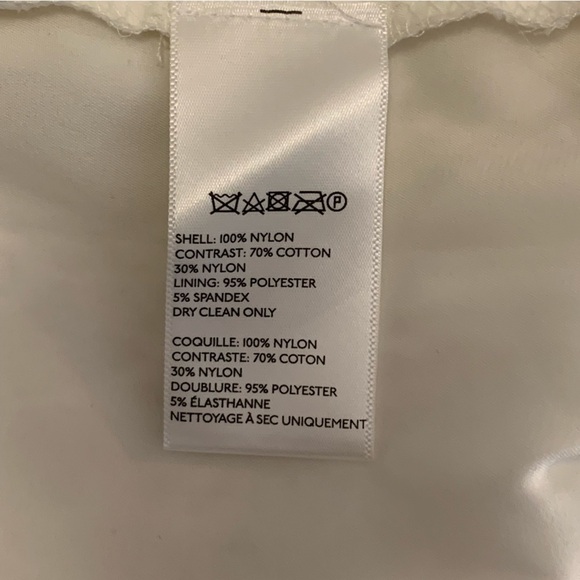 P
SHELL: 100% NYLON
CONTRAST: 70% COTTON
30% NYLON
LINING: 95% POLYESTER
5% SPANDEX
DRY CLEAN ONLY
COQUILLE: 100% NYLON
CONTRASTE: 70% COTON
30% NYLON
DOUBLURE: 95% POLYESTER
5% ÉLASTHANNE
NETTOYAGE À SEC UNIQUEMENT